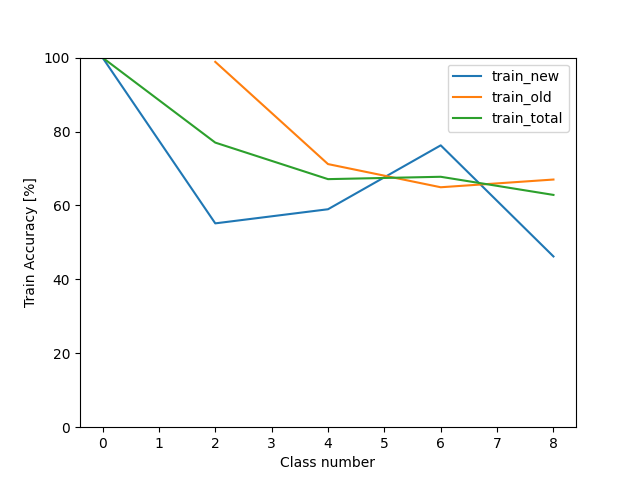 100
80
60
40
20
0
Train Accuracy [%]
train_new
train_old
train_total
0 1 2 3 4 5 6 7 8
Class number